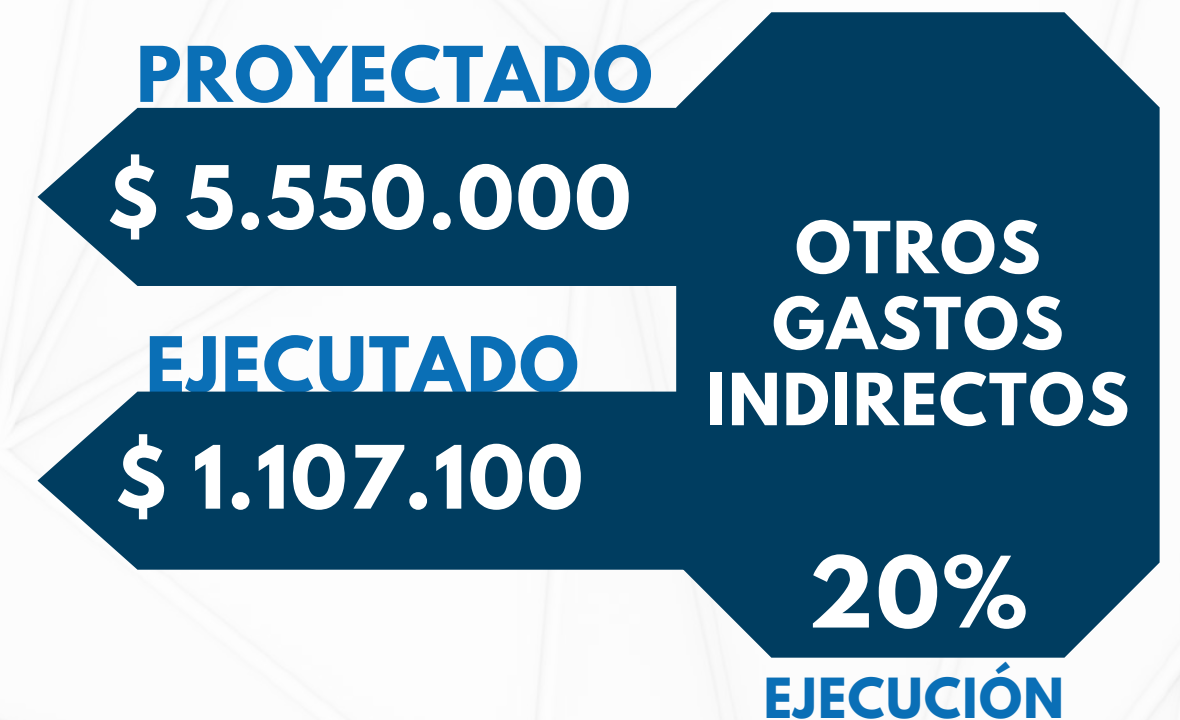 PROYECTADO
$ 5.550.000
EJECUTADO
$ 1.107.100
OTROS
GASTOS
INDIRECTOS
20%
EJECUCIÓN